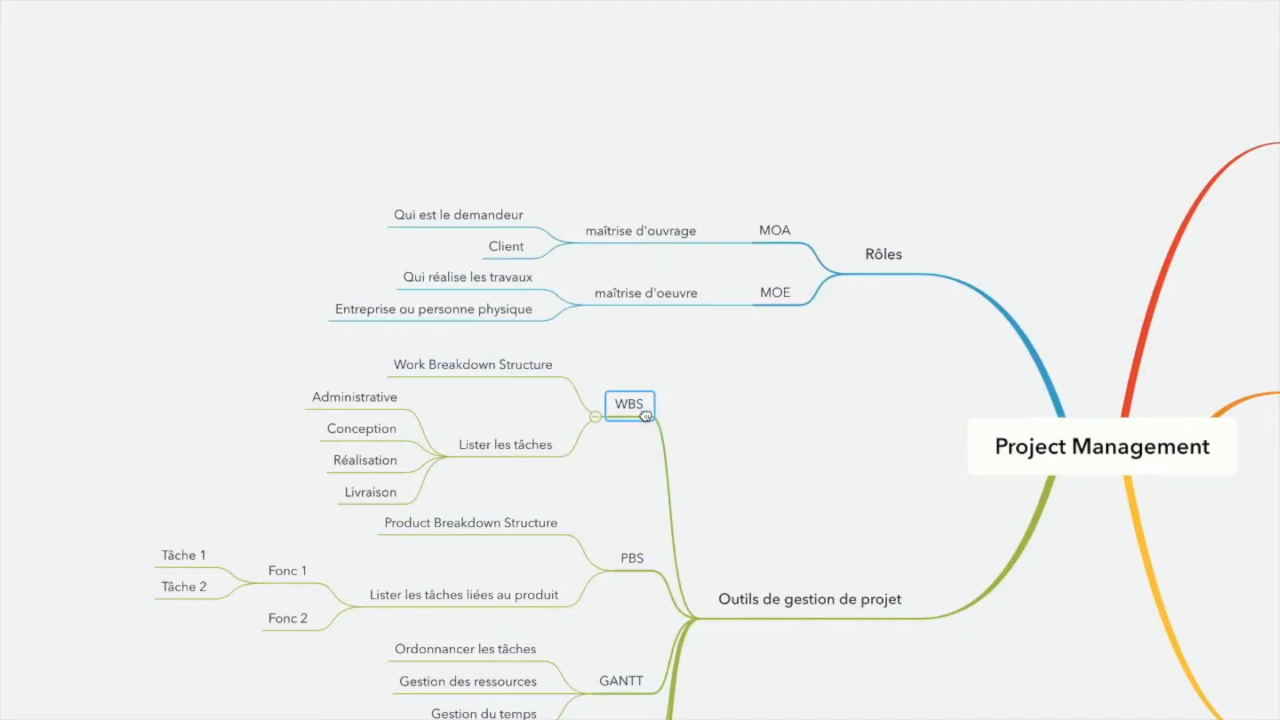 Qui est le demandeur
maîtrise d'ouvrage
MOA
Client
Rôles
Qui réalise les travaux
maîtrise d'oeuvre
MOE
Entreprise ou personne physique
Work Breakdown Structure
Administrative
WBS
Conception
Lister les tâches
Project Management
Réalisation
Livraison
Product Breakdown Structure
Tâche 1
PBS
Fonc 1
Tâche 2
Lister les tâches liées au produit
Outils de gestion de projet
Fonc 2
Ordonnancer les tâches
Gestion des ressources
GANTT
Gestion du temps